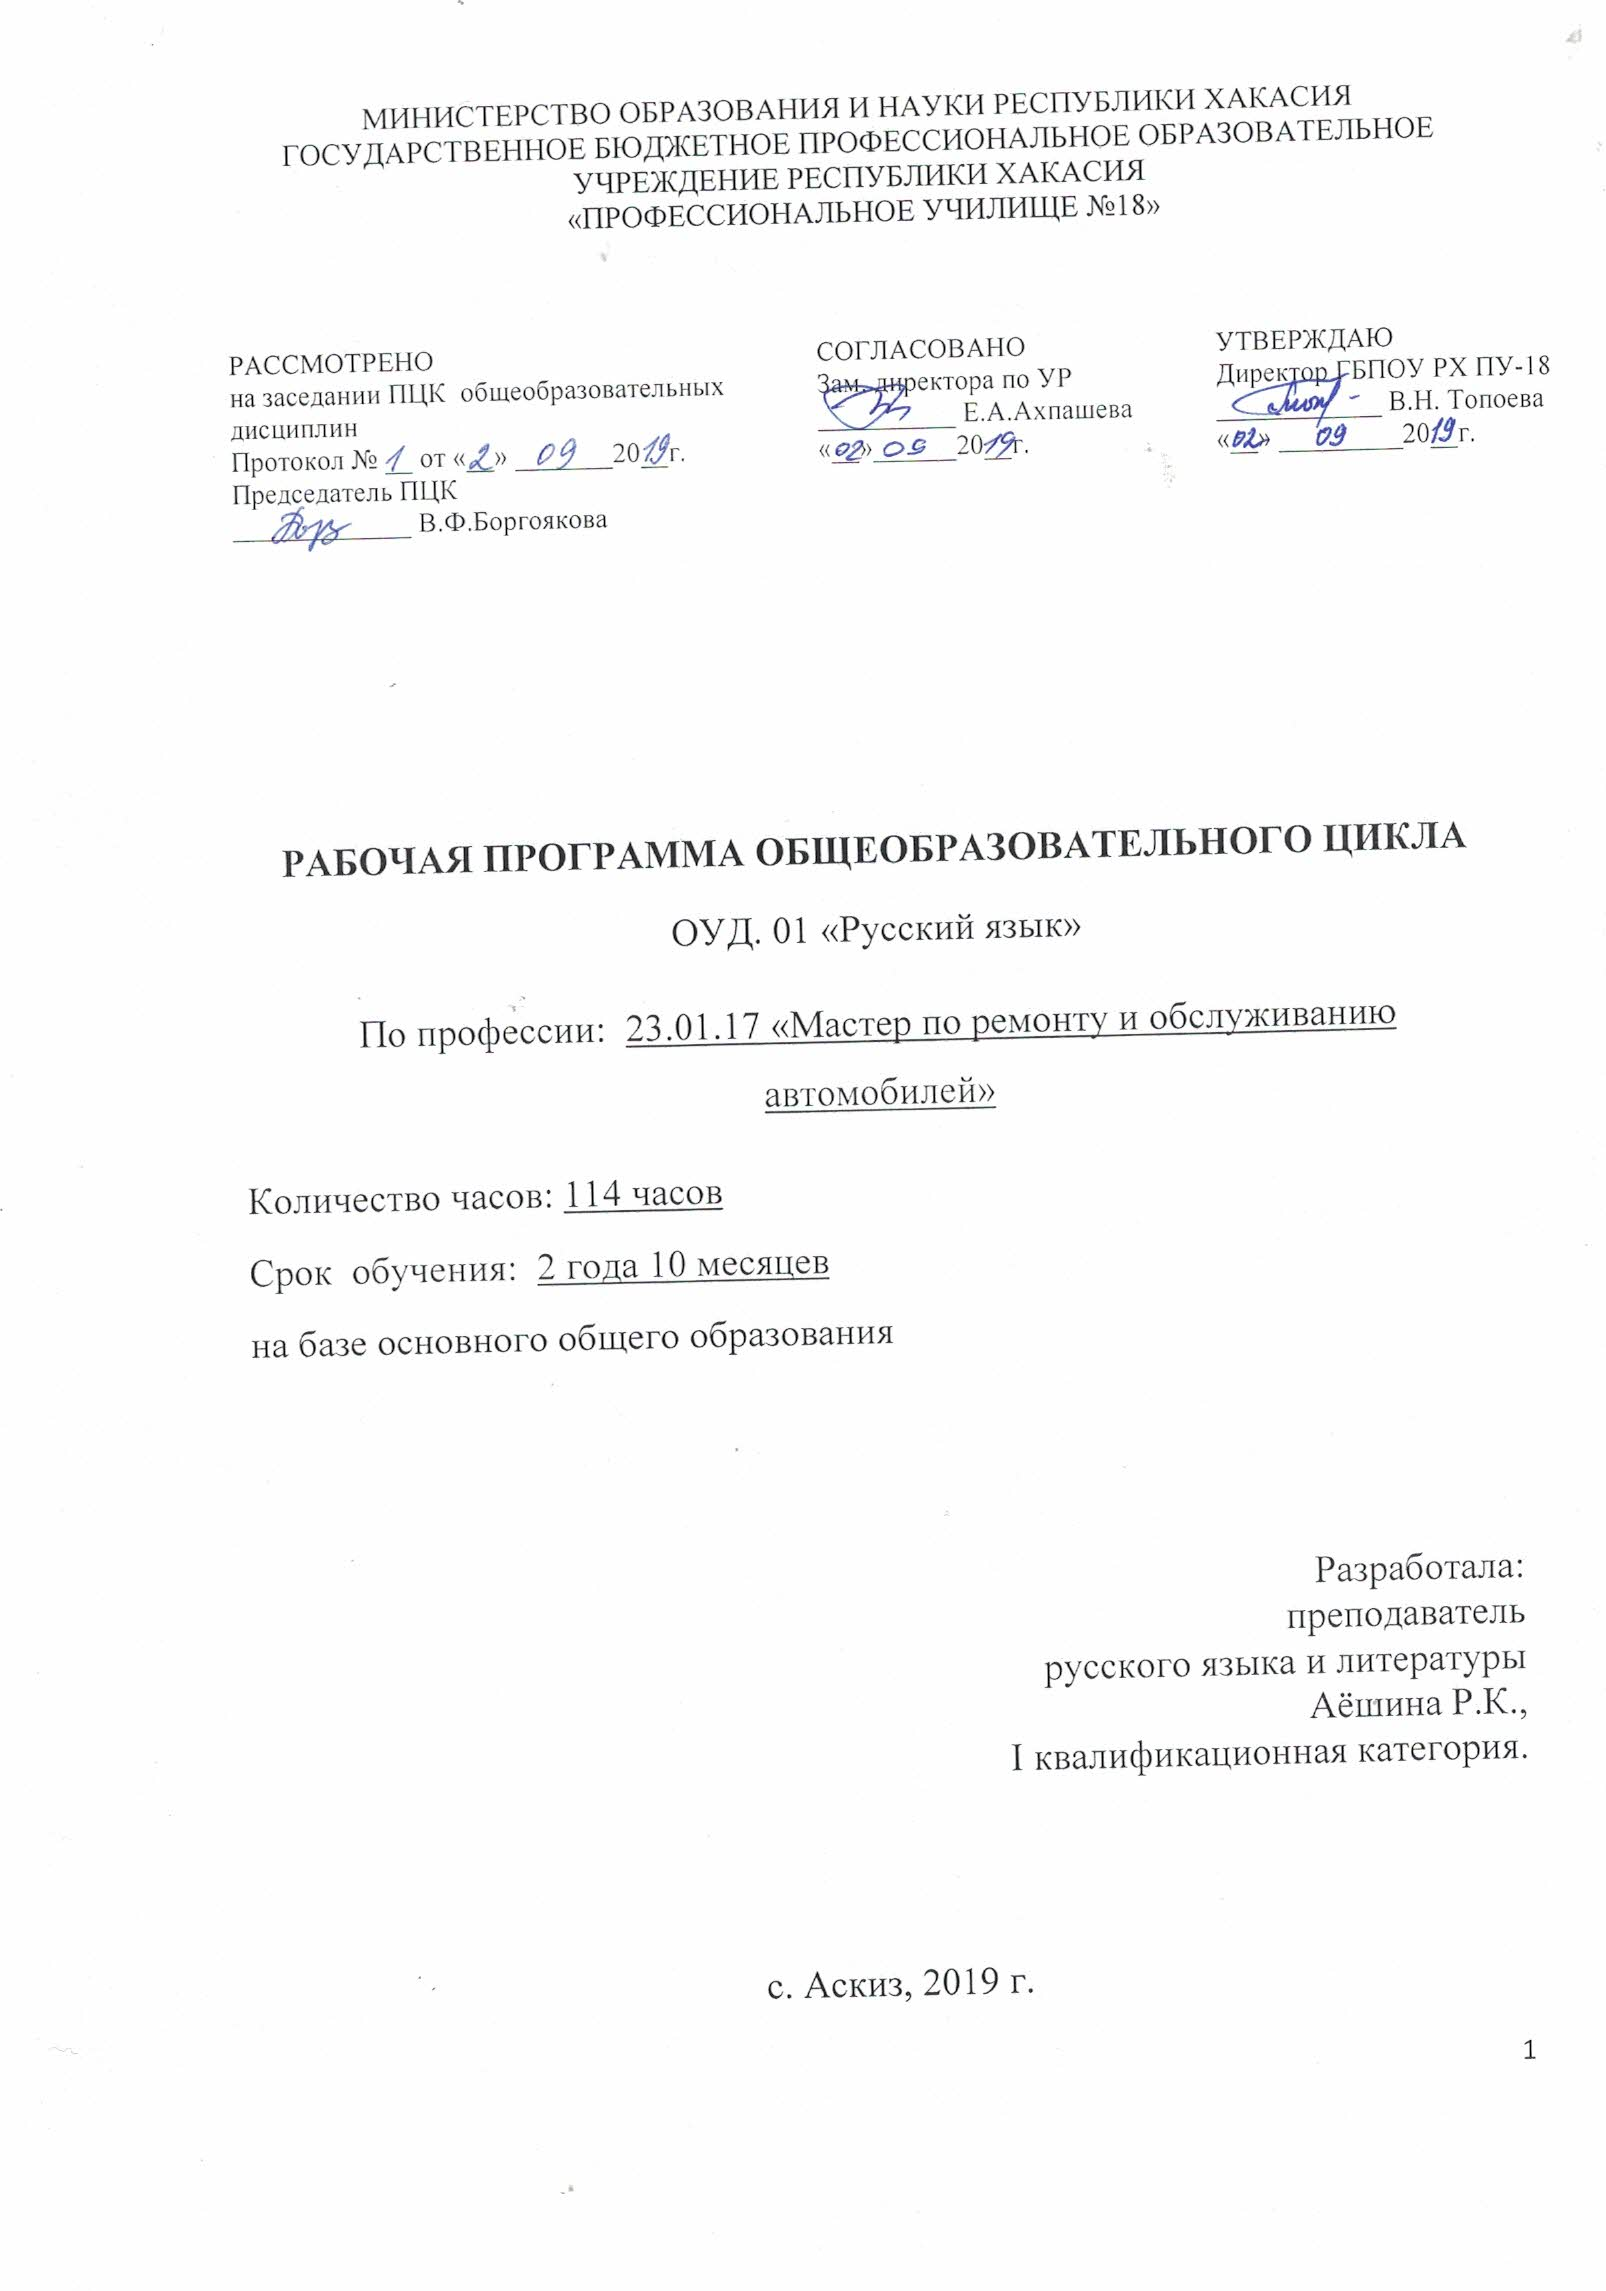 МИНИСТЕРСТВО ОБРАЗОВАНИЯ И НАУКИ РЕСПУБЛИКИ ХАКАСИЯ
ГОСУДАРСТВЕННОЕ БЮДЖЕТНОЕ ПРОФЕССИОНАЛЬНОЕ ОБРАЗОВАТЕЛЬНОЕ
УЧРЕЖДЕНИЕ РЕСПУБЛИКИ ХАКАСИЯ
«ПРОФЕССИОНАЛЬНОЕ УЧИЛИЩЕ №18»
РАССМОТРЕНО
на заседании ПЦК общеобразовательных
дисциплин
Протокол № 1 от «2» 09 2019г.
Председатель ПЦК
В.Ф.Боргоякова
СОГЛАСОВАНО
Зам. директора по УР
Е.А.Ахпашева
«02» 09 2019г.
УТВЕРЖДАЮ
Директор ГБПОУ РХ ПУ-18
В.Н. Топоева
«02» 09 2019г.
РАБОЧАЯ ПРОГРАММА ОБЩЕОБРАЗОВАТЕЛЬНОГО ЦИКЛА
ОУД. 01 «Русский язык»
По профессии: 23.01.17 «Мастер по ремонту и обслуживанию
автомобилей»
Количество часов: 114 часов
Срок обучения: 2 года 10 месяцев
на базе основного общего образования
Разработала:
преподаватель
русского языка и литературы
Аёшина Р.К.,
I квалификационная категория.
с. Аскиз, 2019 г.
1